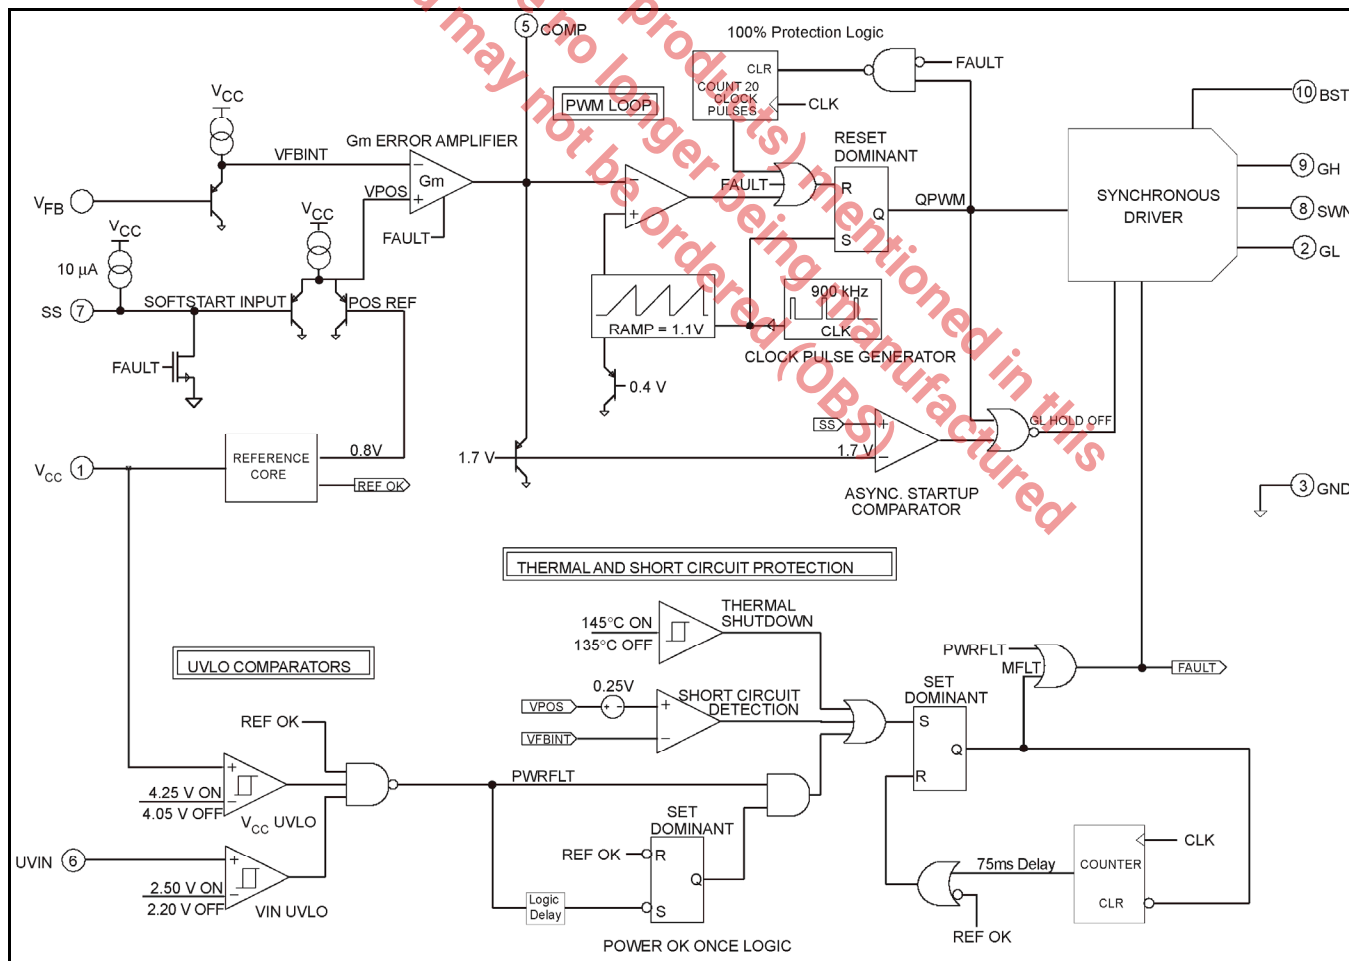 5 COMP
100% Protection Logic
CLR
COUNT 20
CLOCK
PULSES
CLK
FAULT
PWM LOOP
VCC
Gm ERROR AMPLIFIER
VFBINT
VFB
Gm
VPOS
FAULT
VCC
VCC
10 µA
SS 7
SOFTSTART INPUT
POS REF
FAULT
RESET
DOMINANT
FAULT
R
Q
S
QPWM
10 BST
9 GH
8 SWN
2 GL
SYNCHRONOUS
DRIVER
RAMP = 1.1V
900 kHz
CLK
CLOCK PULSE GENERATOR
0.4 V
SS
1.7 V
1.7 V
GL HOLD OFF
ASYNC. STARTUP
COMPARATOR
3 GND
VCC 1
REFERENCE
CORE
0.8V
REF OK
THERMAL AND SHORT CIRCUIT PROTECTION
145°C ON
135°C OFF
THERMAL
SHUTDOWN
VPOS
0.25V
VFBINT
SHORT CIRCUIT
DETECTION
UVLO COMPARATORS
REF OK
4.25 V ON
4.05 V OFF
VCC UVLO
UVIN 6
2.50 V ON
2.20 V OFF
VIN UVLO
PWRFLT
Logic
Delay
REF OK
SET
DOMINANT
R
Q
S
POWER OK ONCE LOGIC
SET
DOMINANT
S
Q
R
PWRFLT
MFLT
FAULT
75ms Delay
COUNTER
CLR
CLK
REF OK
products) mentioned in this
e no longer being manufactured
may not be ordered (OBS)